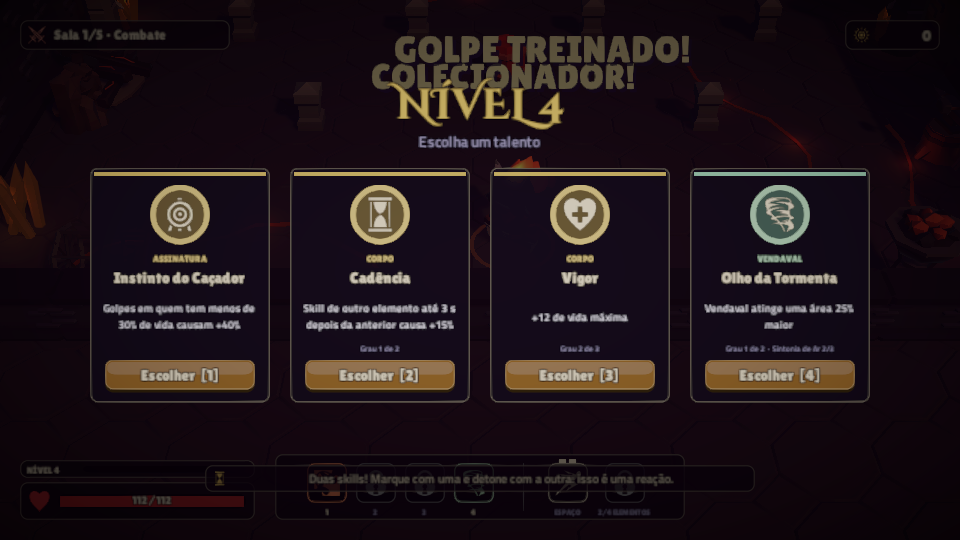 Sala 1/5 · Combate
0
GOLPE TREINADO!
COLECIONADOR!
NÍVEL 4
Escolha um talento
ASSINATURA
Instinto do Caçador
Golpes em quem tem menos de
30% de vida causam +40%
Escolher [1]
CORPO
Cadência
Skill de outro elemento até 3 s
depois da anterior causa +15%
Grau 1 de 2
Escolher [2]
CORPO
Vigor
+12 de vida máxima
Grau 2 de 3
Escolher [3]
VENDAVAL
Olho da Tormenta
Vendaval atinge uma área 25%
maior
Grau 1 de 2 · Sintonia de Ar 2/3
Escolher [4]
NÍVEL 4
112 / 112
Duas skills! Marque com uma e detone com a outra: isso é uma reação.
1
2
3
4
ESPAÇO
2/4 ELEMENTOS